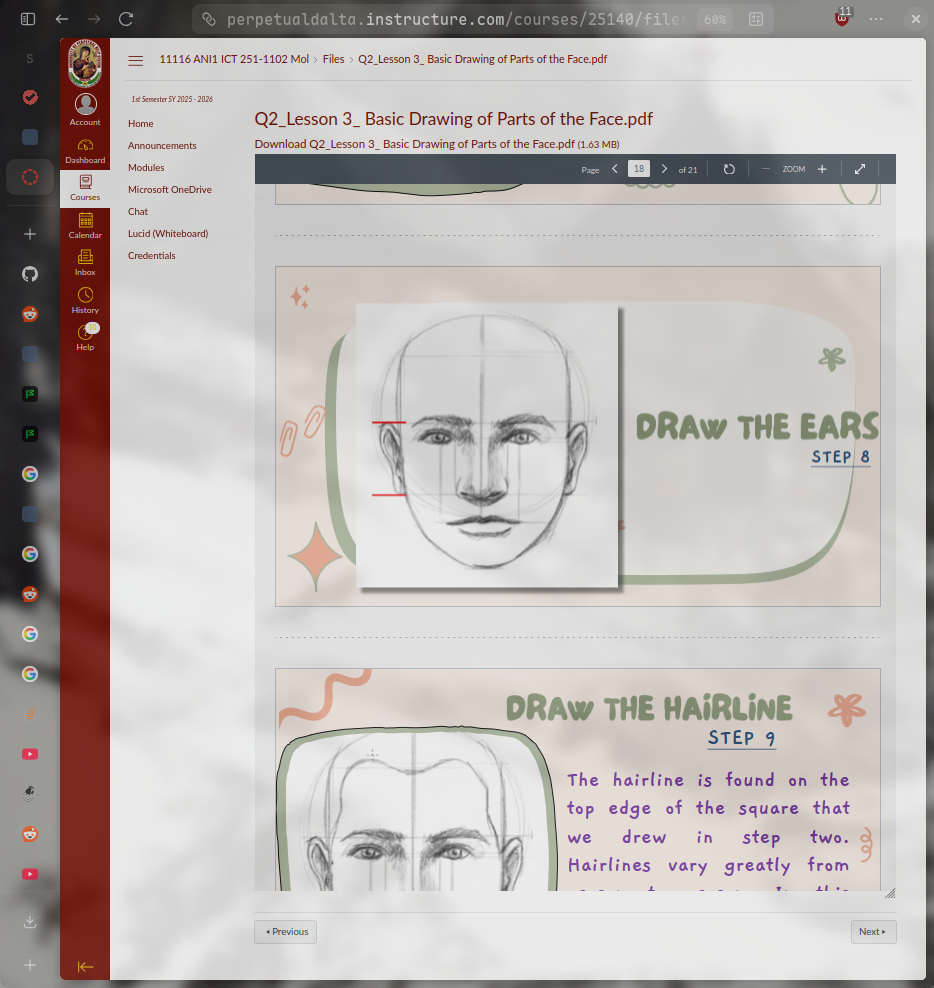 perpetualdalta.instructure.com/courses/25140/files
60%
11
S
11116 ANI1 ICT 251-1102 Mol › Files › Q2_Lesson 3_ Basic Drawing of Parts of the Face.pdf
1st Semester SY 2025 - 2026
Account
Dashboard
Courses
Calendar
Inbox
10
History
Help
Home
Announcements
Modules
Microsoft OneDrive
Chat
Lucid (Whiteboard)
Credentials
Q2_Lesson 3_ Basic Drawing of Parts of the Face.pdf
Download Q2_Lesson 3_ Basic Drawing of Parts of the Face.pdf (1.63 MB)
Page 18 of 21 ZOOM
DRAW THE EARS
STEP 8
DRAW THE HAIRLINE
STEP 9
The hairline is found on the
top edge of the square that
we drew in step two.
Hairlines vary greatly from
Previous
Next